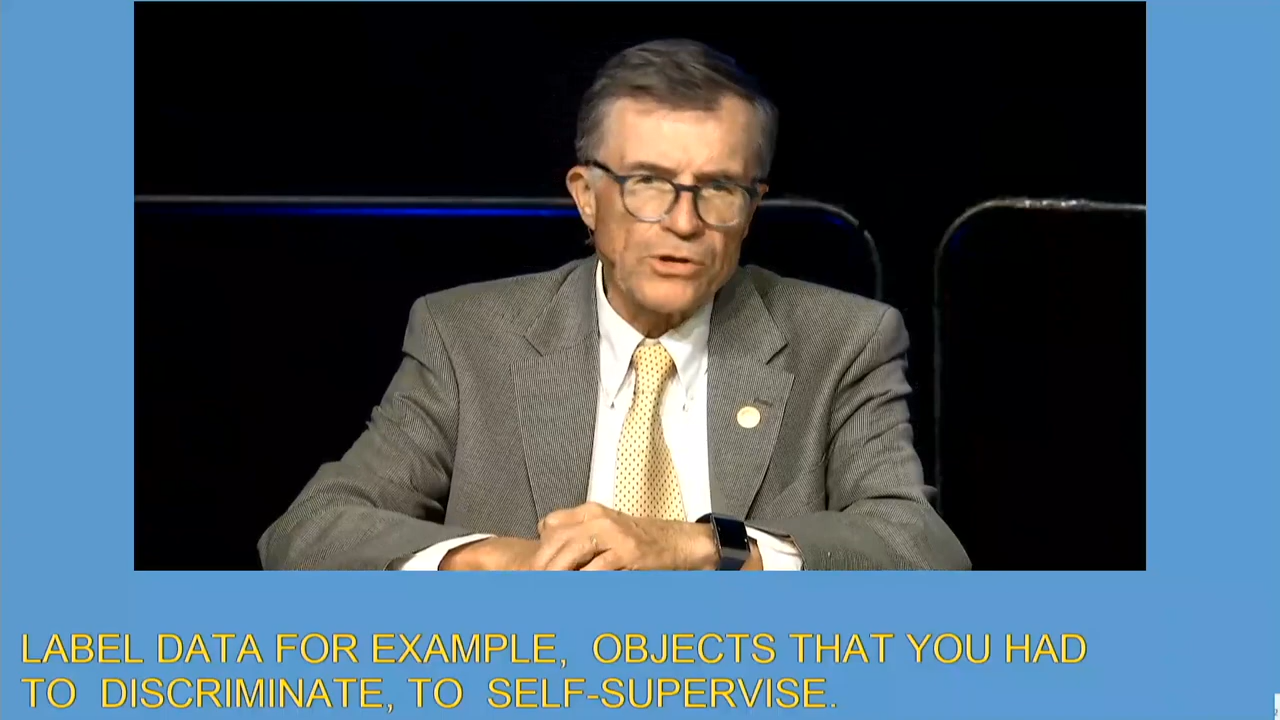 LABEL DATA FOR EXAMPLE, OBJECTS THAT YOU HAD
TO DISCRIMINATE, TO SELF-SUPERVISE.